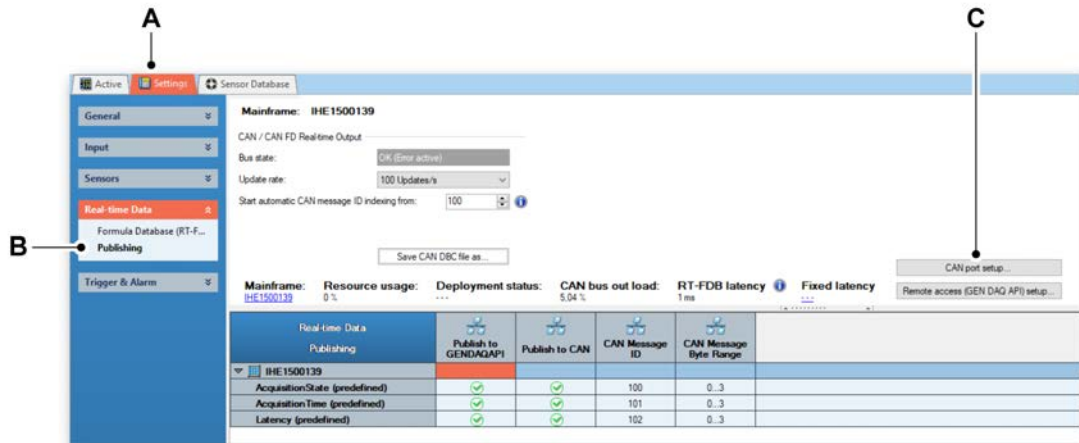 A
C
Active Settings Sensor Database
General
Input
Sensors
Real-time Data
Formula Database (RT-F...
B
Publishing
Trigger & Alarm
Mainframe: IHE1500139
CAN / CAN FD Real-time Output
Bus state: OK (Error active)
Update rate: 100 Updates/s
Start automatic CAN message ID indexing from: 100
Save CAN DBC file as...
CAN port setup...
Remote access (GEN DAQ API) setup...
Mainframe: Resource usage: Deployment status: CAN bus out load: RT-FDB latency Fixed latency
IHE1500139 0 % --- 5.04 % 1 ms ---
Real-time Data
Publishing
Publish to GENDAQAPI
Publish to CAN
CAN Message ID
CAN Message Byte Range
IHE1500139
AcquisitionState (predefined) 100 0...3
AcquisitionTime (predefined) 101 0...3
Latency (predefined) 102 0...3